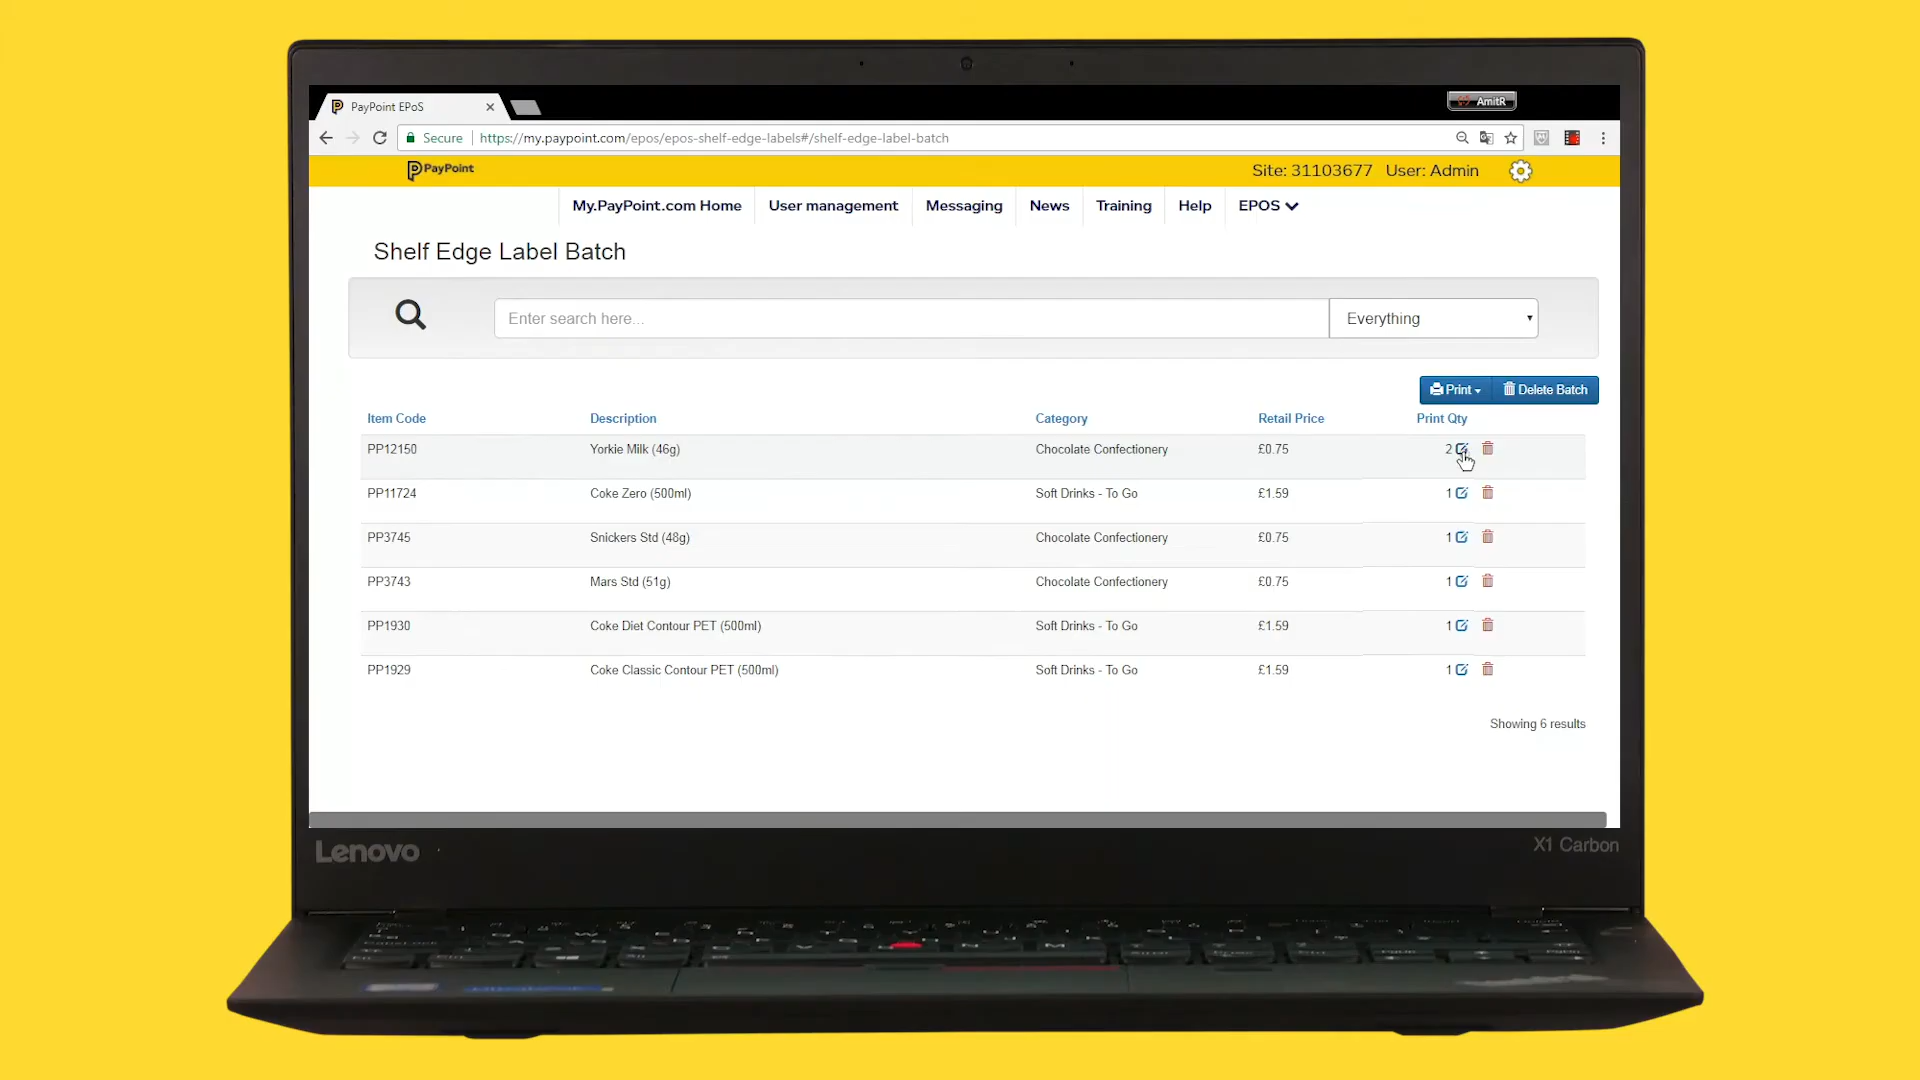 PayPoint EPoS
AmitR
Secure https://my.paypoint.com/epos/epos-shelf-edge-labels#/shelf-edge-label-batch
PayPoint Site: 31103677 User: Admin
My.PayPoint.com Home User management Messaging News Training Help EPOS
Shelf Edge Label Batch
Enter search here... Everything
Print Delete Batch
Item Code Description Category Retail Price Print Qty
PP12150 Yorkie Milk (46g) Chocolate Confectionery £0.75 2
PP11724 Coke Zero (500ml) Soft Drinks - To Go £1.59 1
PP3745 Snickers Std (48g) Chocolate Confectionery £0.75 1
PP3743 Mars Std (51g) Chocolate Confectionery £0.75 1
PP1930 Coke Diet Contour PET (500ml) Soft Drinks - To Go £1.59 1
PP1929 Coke Classic Contour PET (500ml) Soft Drinks - To Go £1.59 1
Showing 6 results
Lenovo X1 Carbon